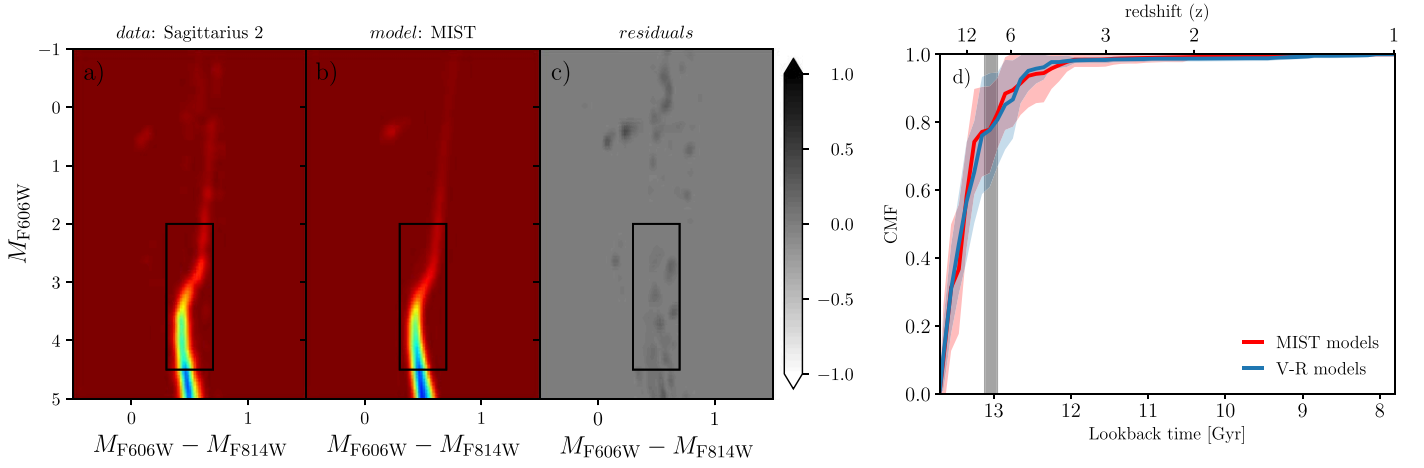 data: Sagittarius 2
model: MIST
residuals
redshift (z)
12 6 3 2 1
a)
b)
c)
d)
−1
0
1
2
3
4
5
M_F606W
0 1
0 1
0 1
M_F606W − M_F814W
M_F606W − M_F814W
M_F606W − M_F814W
1.0
0.5
0.0
−0.5
−1.0
CMF
1.0
0.8
0.6
0.4
0.2
0.0
MIST models
V-R models
13 12 11 10 9 8
Lookback time [Gyr]